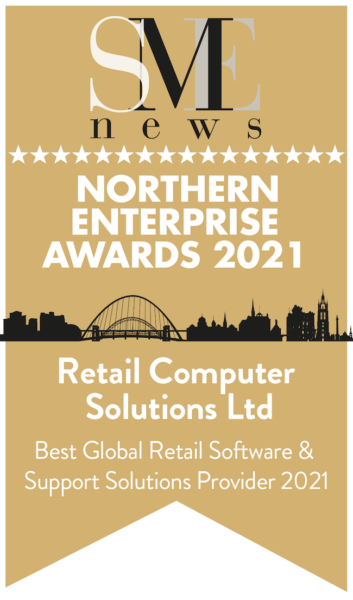 SME
news
NORTHERN
ENTERPRISE
AWARDS 2021
Retail Computer
Solutions Ltd
Best Global Retail Software &
Support Solutions Provider 2021